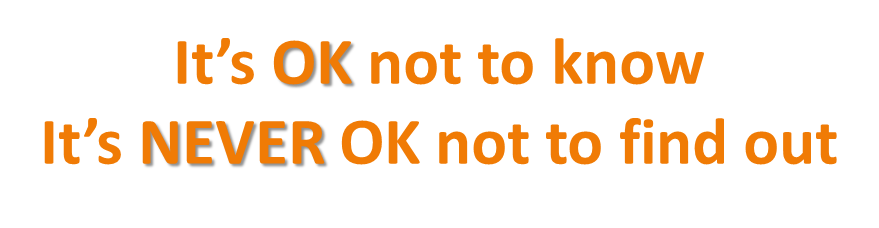 It’s OK not to know
It’s NEVER OK not to find out